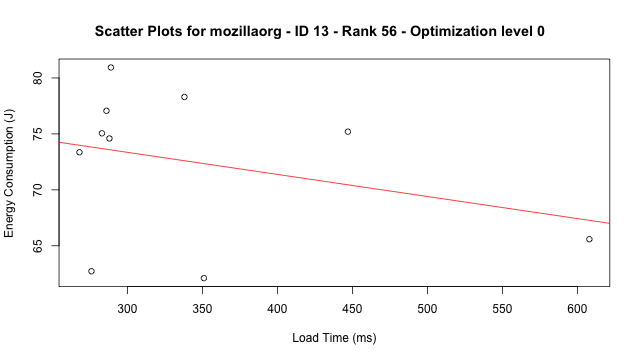 Scatter Plots for mozillaorg - ID 13 - Rank 56 - Optimization level 0
Energy Consumption (J)
80
75
70
65
300 350 400 450 500 550 600
Load Time (ms)